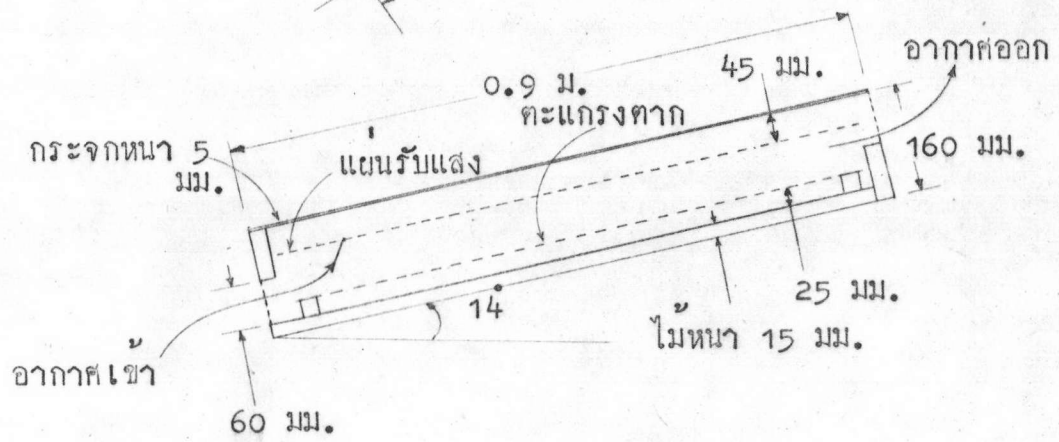 อากาศออก
45 มม.
0.9 ม.
ตะแกรงตาก
กระจกหนา 5
มม.
แผ่นรับแสง
160 มม.
14
25 มม.
ไม้หนา 15 มม.
อากาศเข้า
60 มม.